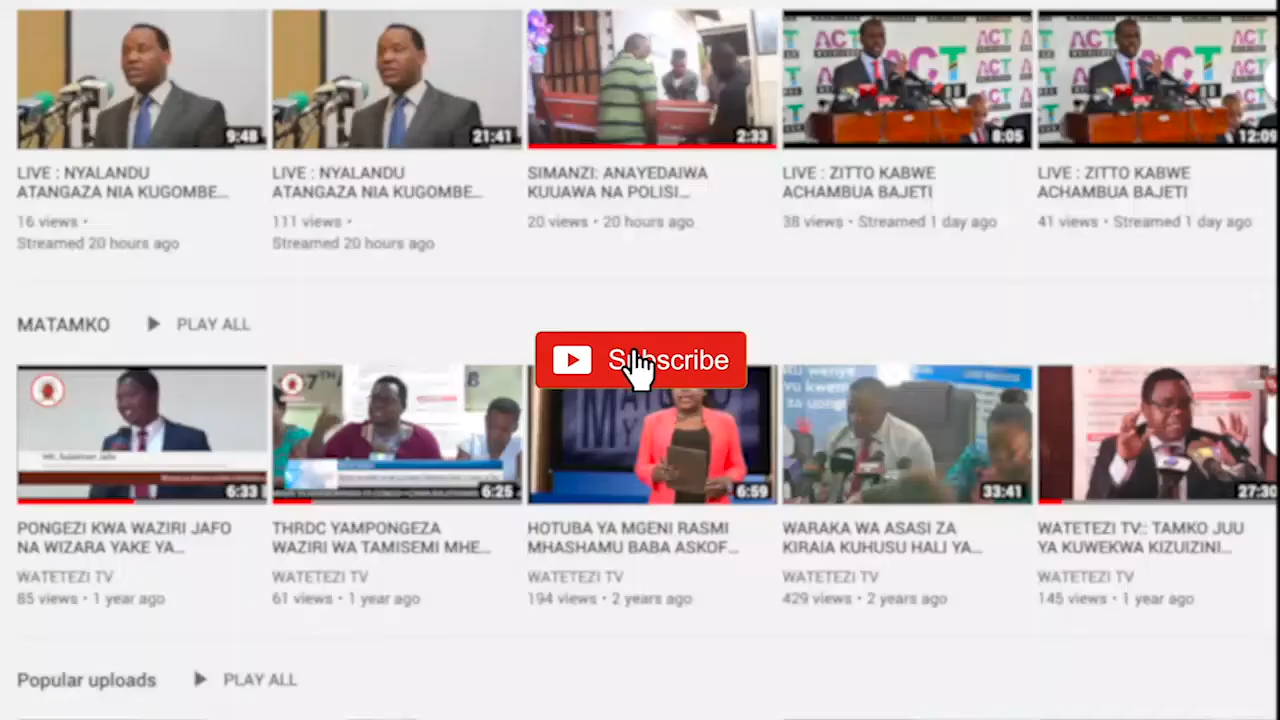 ACT
ACT
9:48
21:41
2:33
8:05
12:09
LIVE : NYALANDU
ATANGAZA NIA KUGOMBE...
16 views •
Streamed 20 hours ago
LIVE : NYALANDU
ATANGAZA NIA KUGOMBE...
111 views •
Streamed 20 hours ago
SIMANZI: ANAYEDAIWA
KUUAWA NA POLISI...
20 views • 20 hours ago
LIVE : ZITTO KABWE
ACHAMBUA BAJETI
38 views • Streamed 1 day ago
LIVE : ZITTO KABWE
ACHAMBUA BAJETI
41 views • Streamed 1 day ago
MATAMKO
PLAY ALL
Subscribe
6:33
6:25
6:59
33:41
27:30
PONGEZI KWA WAZIRI JAFO
NA WIZARA YAKE YA...
WATETEZI TV
85 views • 1 year ago
THRDC YAMPONGEZA
WAZIRI WA TAMISEMI MHE...
WATETEZI TV
61 views • 1 year ago
HOTUBA YA MGENI RASMI
MHASHAMU BABA ASKOF...
WATETEZI TV
194 views • 2 years ago
WARAKA WA ASASI ZA
KIRAIA KUHUSU HALI YA...
WATETEZI TV
429 views • 2 years ago
WATETEZI TV:: TAMKO JUU
YA KUWEKWA KIZUIZINI...
WATETEZI TV
145 views • 1 year ago
Popular uploads
PLAY ALL